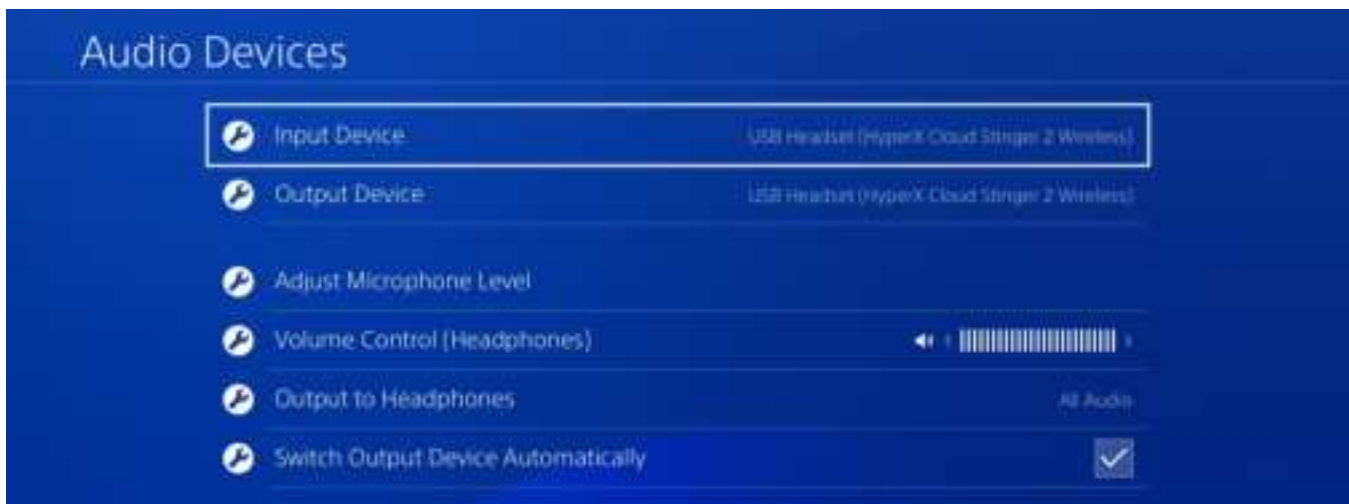 Audio Devices
Input Device USB Headset (HyperX Cloud Stinger 2 Wireless)
Output Device USB Headset (HyperX Cloud Stinger 2 Wireless)
Adjust Microphone Level
Volume Control (Headphones)
Output to Headphones All Audio
Switch Output Device Automatically